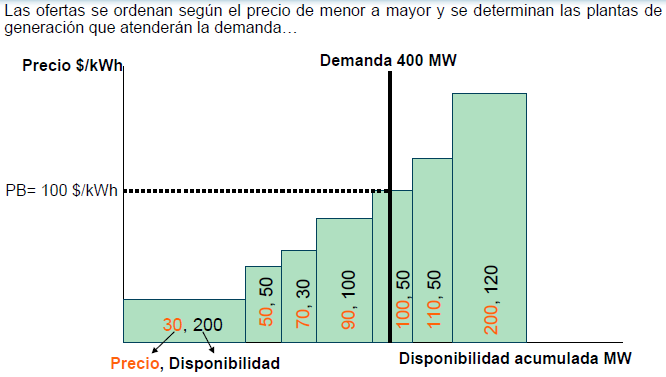 Las ofertas se ordenan según el precio de menor a mayor y se determinan las plantas de
generación que atenderán la demanda…
Precio $/kWh
Demanda 400 MW
PB= 100 $/kWh
30, 200
50, 50
70, 30
90, 100
100, 50
110, 50
200, 120
Precio, Disponibilidad
Disponibilidad acumulada MW